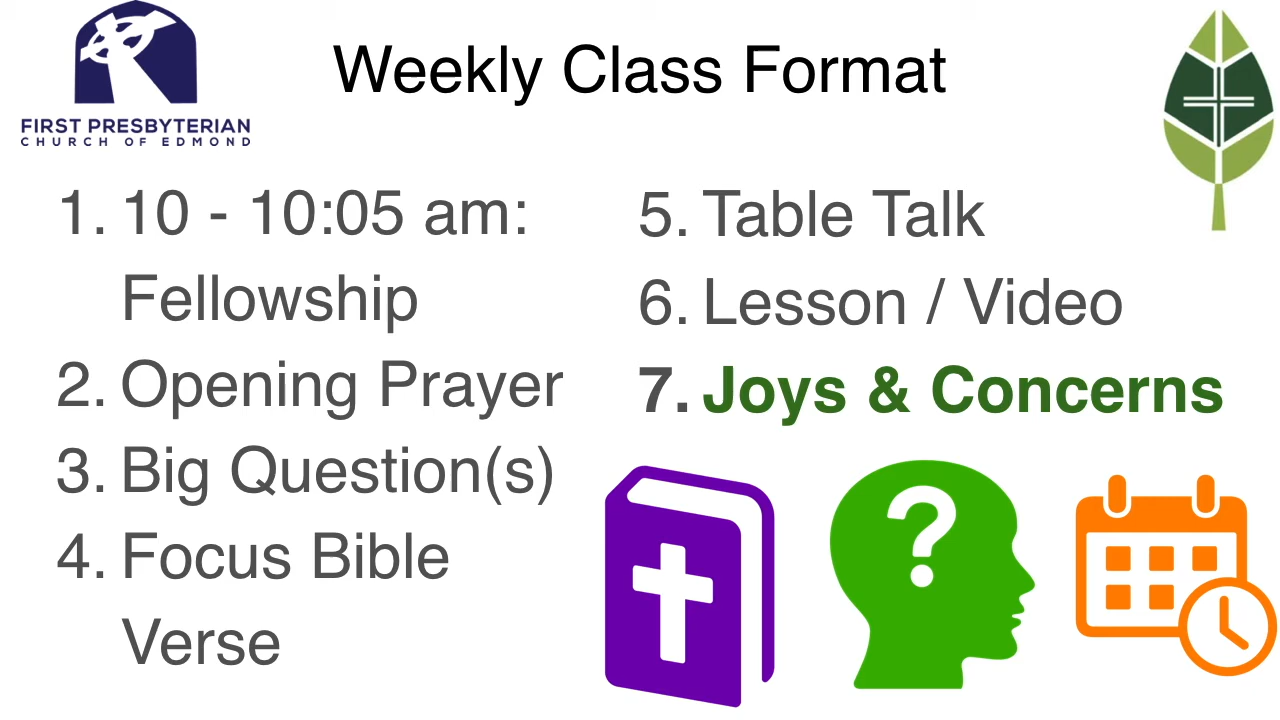 Weekly Class Format
FIRST PRESBYTERIAN
CHURCH OF EDMOND
1. 10 - 10:05 am:
Fellowship
2. Opening Prayer
3. Big Question(s)
4. Focus Bible
Verse
5. Table Talk
6. Lesson / Video
7. Joys & Concerns
?